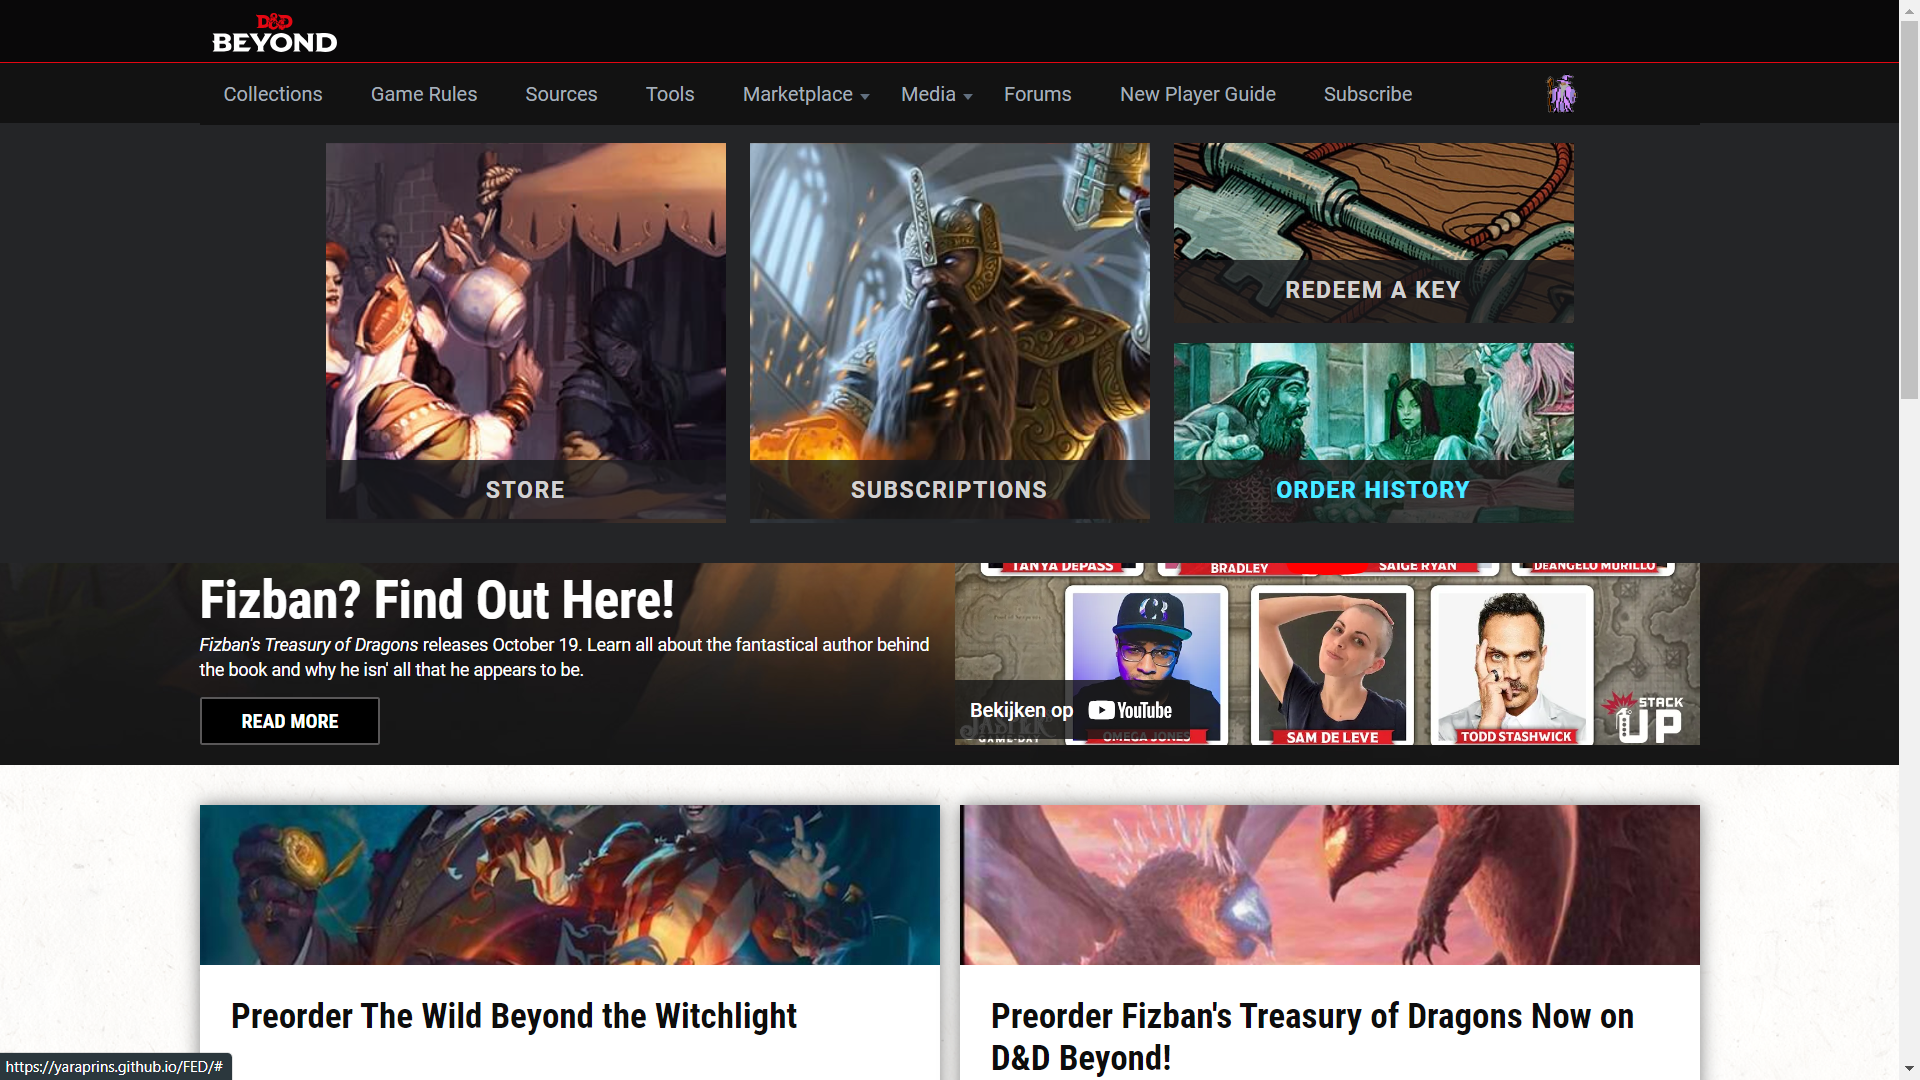 D&D
BEYOND
Collections
Game Rules
Sources
Tools
Marketplace
Media
Forums
New Player Guide
Subscribe
STORE
SUBSCRIPTIONS
REDEEM A KEY
ORDER HISTORY
Fizban? Find Out Here!
Fizban's Treasury of Dragons releases October 19. Learn all about the fantastical author behind
the book and why he isn' all that he appears to be.
READ MORE
TANYA DEPASS
BRADLEY
SAIGE RYAN
DEANGELO MURILLO
Bekijken op YouTube
GAME-DAY
OMEGA JONES
SAM DE LEVE
TODD STASHWICK
STACK
UP
Preorder The Wild Beyond the Witchlight
Preorder Fizban's Treasury of Dragons Now on
D&D Beyond!
https://yaraprins.github.io/FED/#